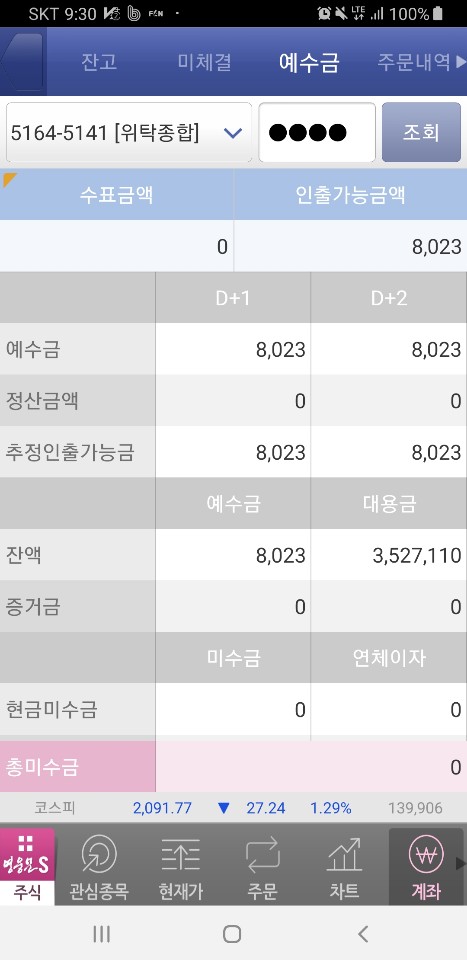 SKT 9:30 LTE 100%
잔고 미체결 예수금 주문내역
5164-5141 [위탁종합] ●●●● 조회
수표금액 인출가능금액
0 8,023
D+1 D+2
예수금 8,023 8,023
정산금액 0 0
추정인출가능금 8,023 8,023
예수금 대용금
잔액 8,023 3,527,110
증거금 0 0
미수금 연체이자
현금미수금 0 0
총미수금 0
코스피 2,091.77 ▼ 27.24 1.29% 139,906
영웅문S
주식 관심종목 현재가 주문 차트 계좌